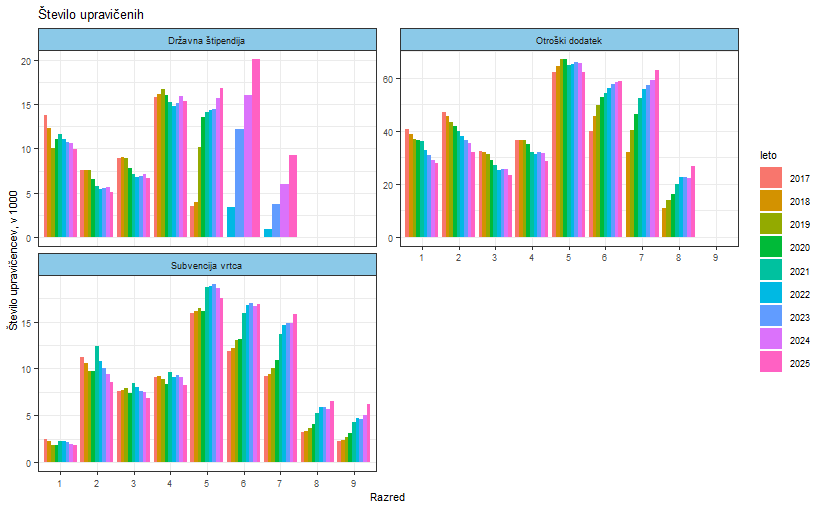 Število upravičenih
Državna štipendija
Otroški dodatek
20
15
10
5
0
60
40
20
0
1 2 3 4 5 6 7 8 9
Število upravičencev, v 1000
Subvencija vrtca
15
10
5
0
1 2 3 4 5 6 7 8 9
Razred
leto
2017
2018
2019
2020
2021
2022
2023
2024
2025